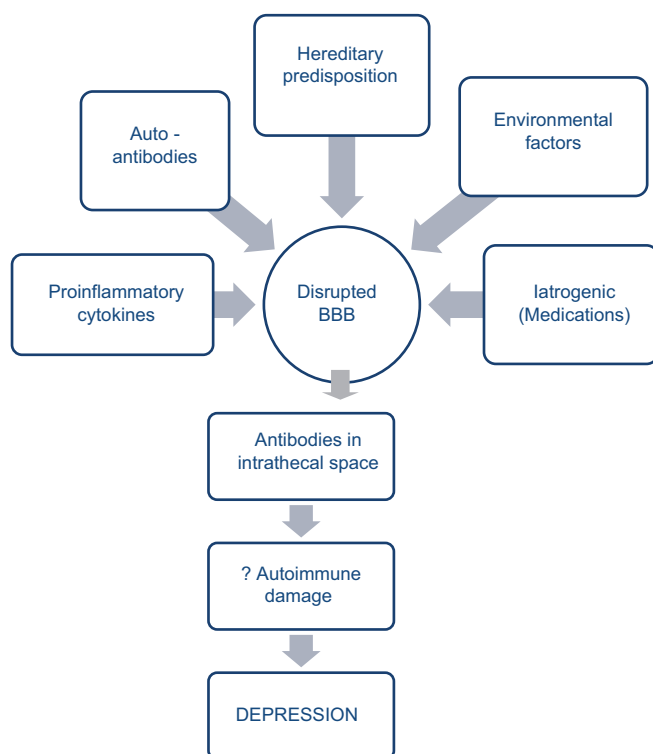 Hereditary
predisposition
Auto -
antibodies
Environmental
factors
Proinflammatory
cytokines
Disrupted
BBB
Iatrogenic
(Medications)
Antibodies in
intrathecal space
? Autoimmune
damage
DEPRESSION